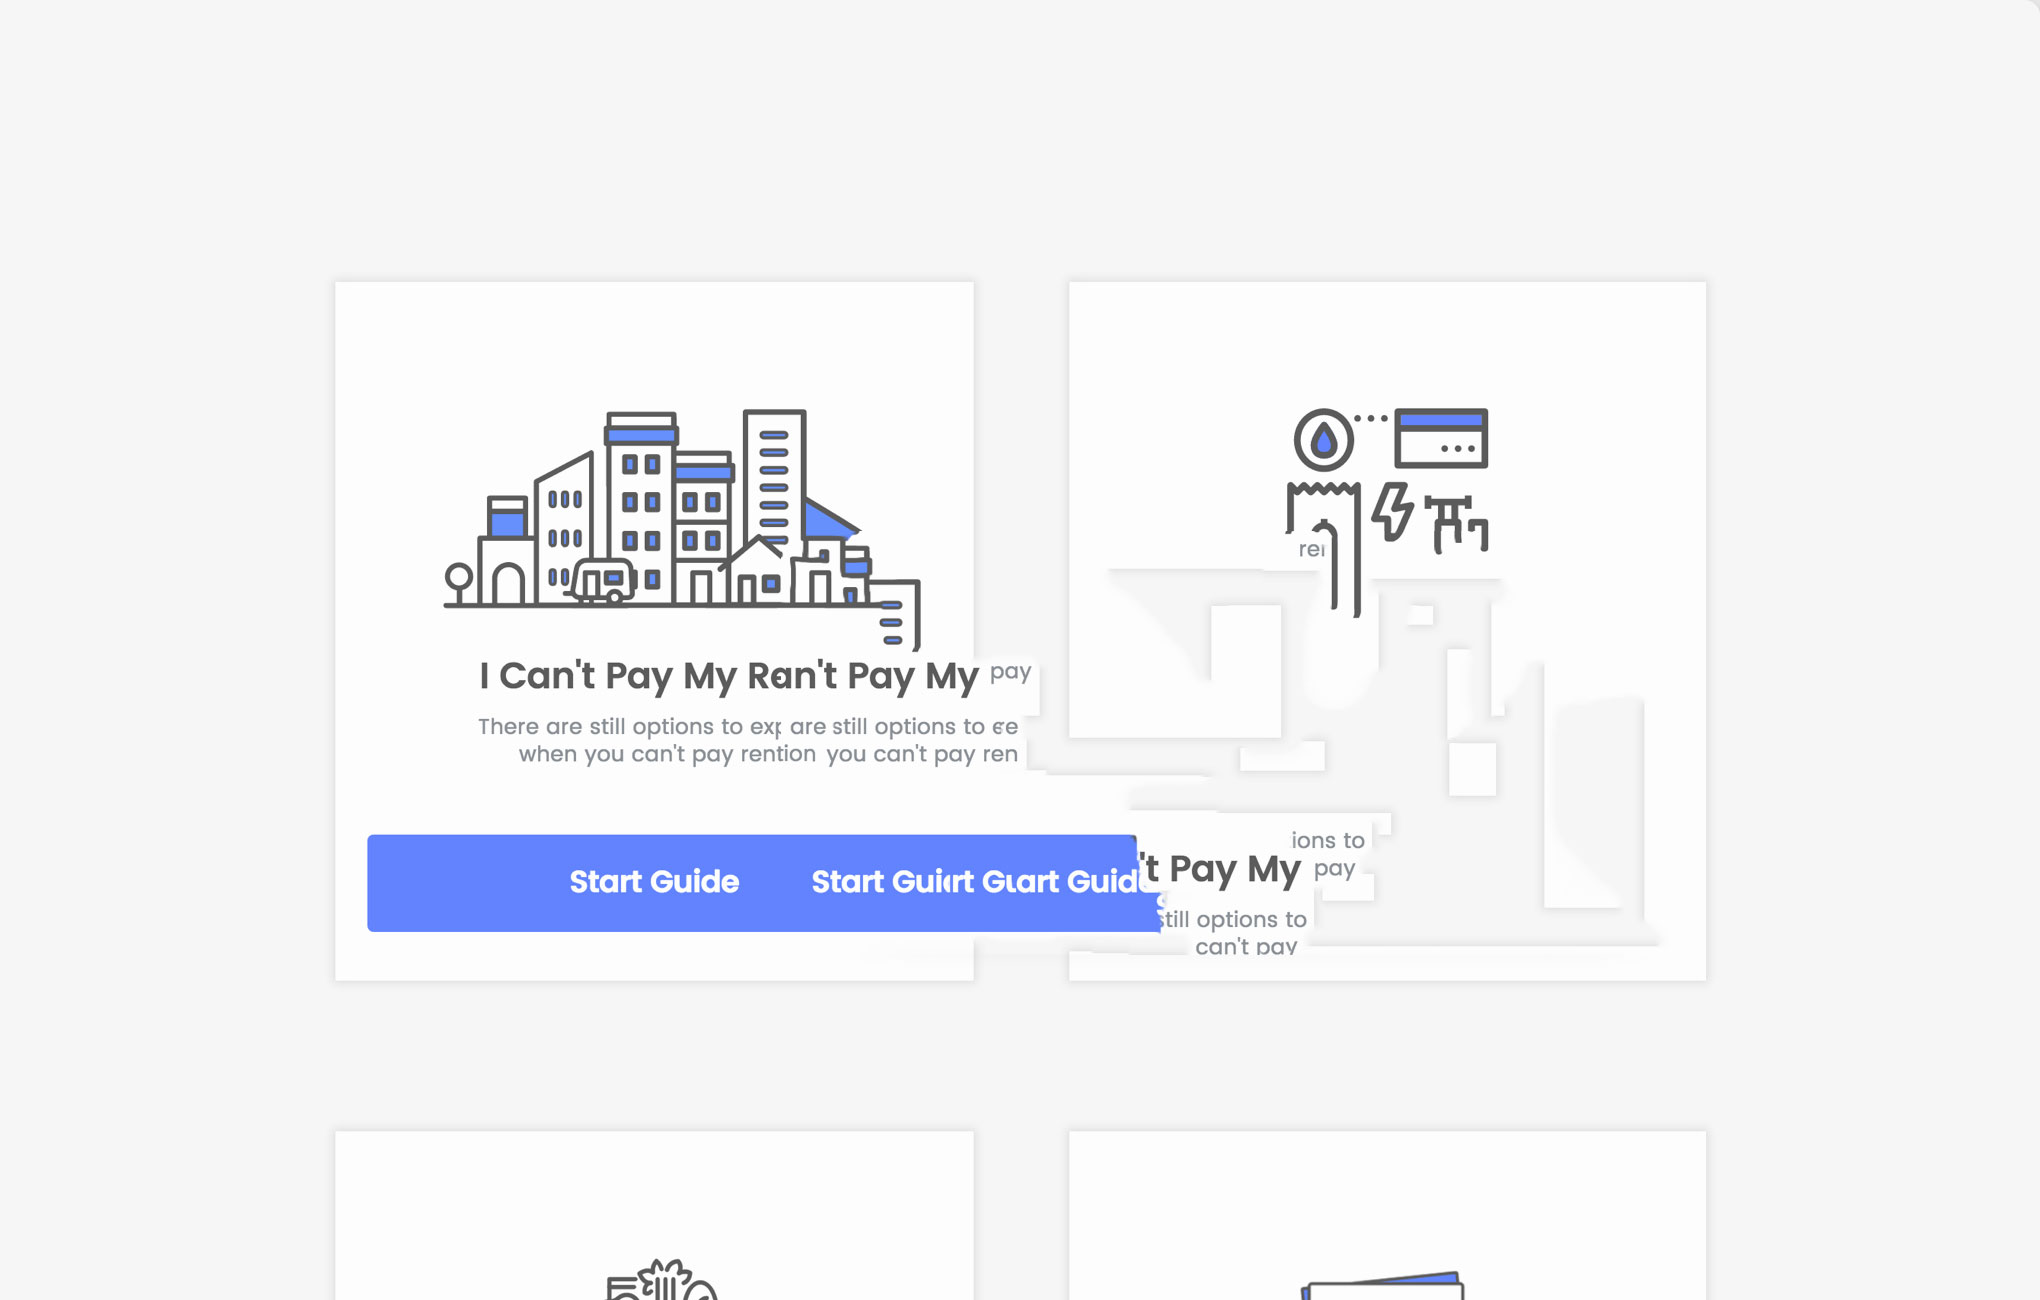 I Can't Pay My Ran't Pay My pay
There are still options to exp are still options to ee
when you can't pay rention you can't pay ren
Start Guide Start Guirt Guart Guide
rei
ions to
pay
't Pay My
still options to
can't pay